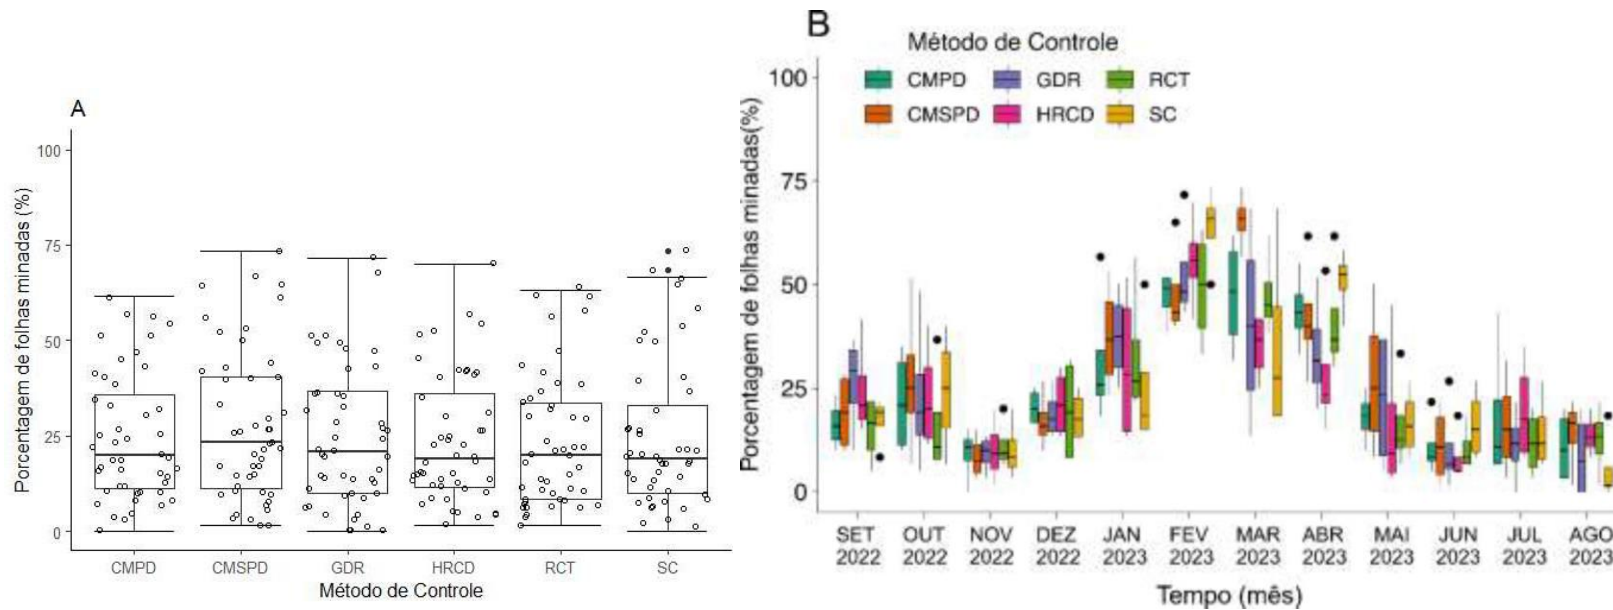 A
Porcentagem de folhas minadas (%)
100
75
50
25
0
CMPD CMSPD GDR HRCD RCT SC
Método de Controle
B
Método de Controle
CMPD GDR RCT
CMSPD HRCD SC
Porcentagem de folhas minadas(%)
100
75
50
25
0
SET OUT NOV DEZ JAN FEV MAR ABR MAI JUN JUL AGO
2022 2022 2022 2022 2023 2023 2023 2023 2023 2023 2023 2023
Tempo (mês)